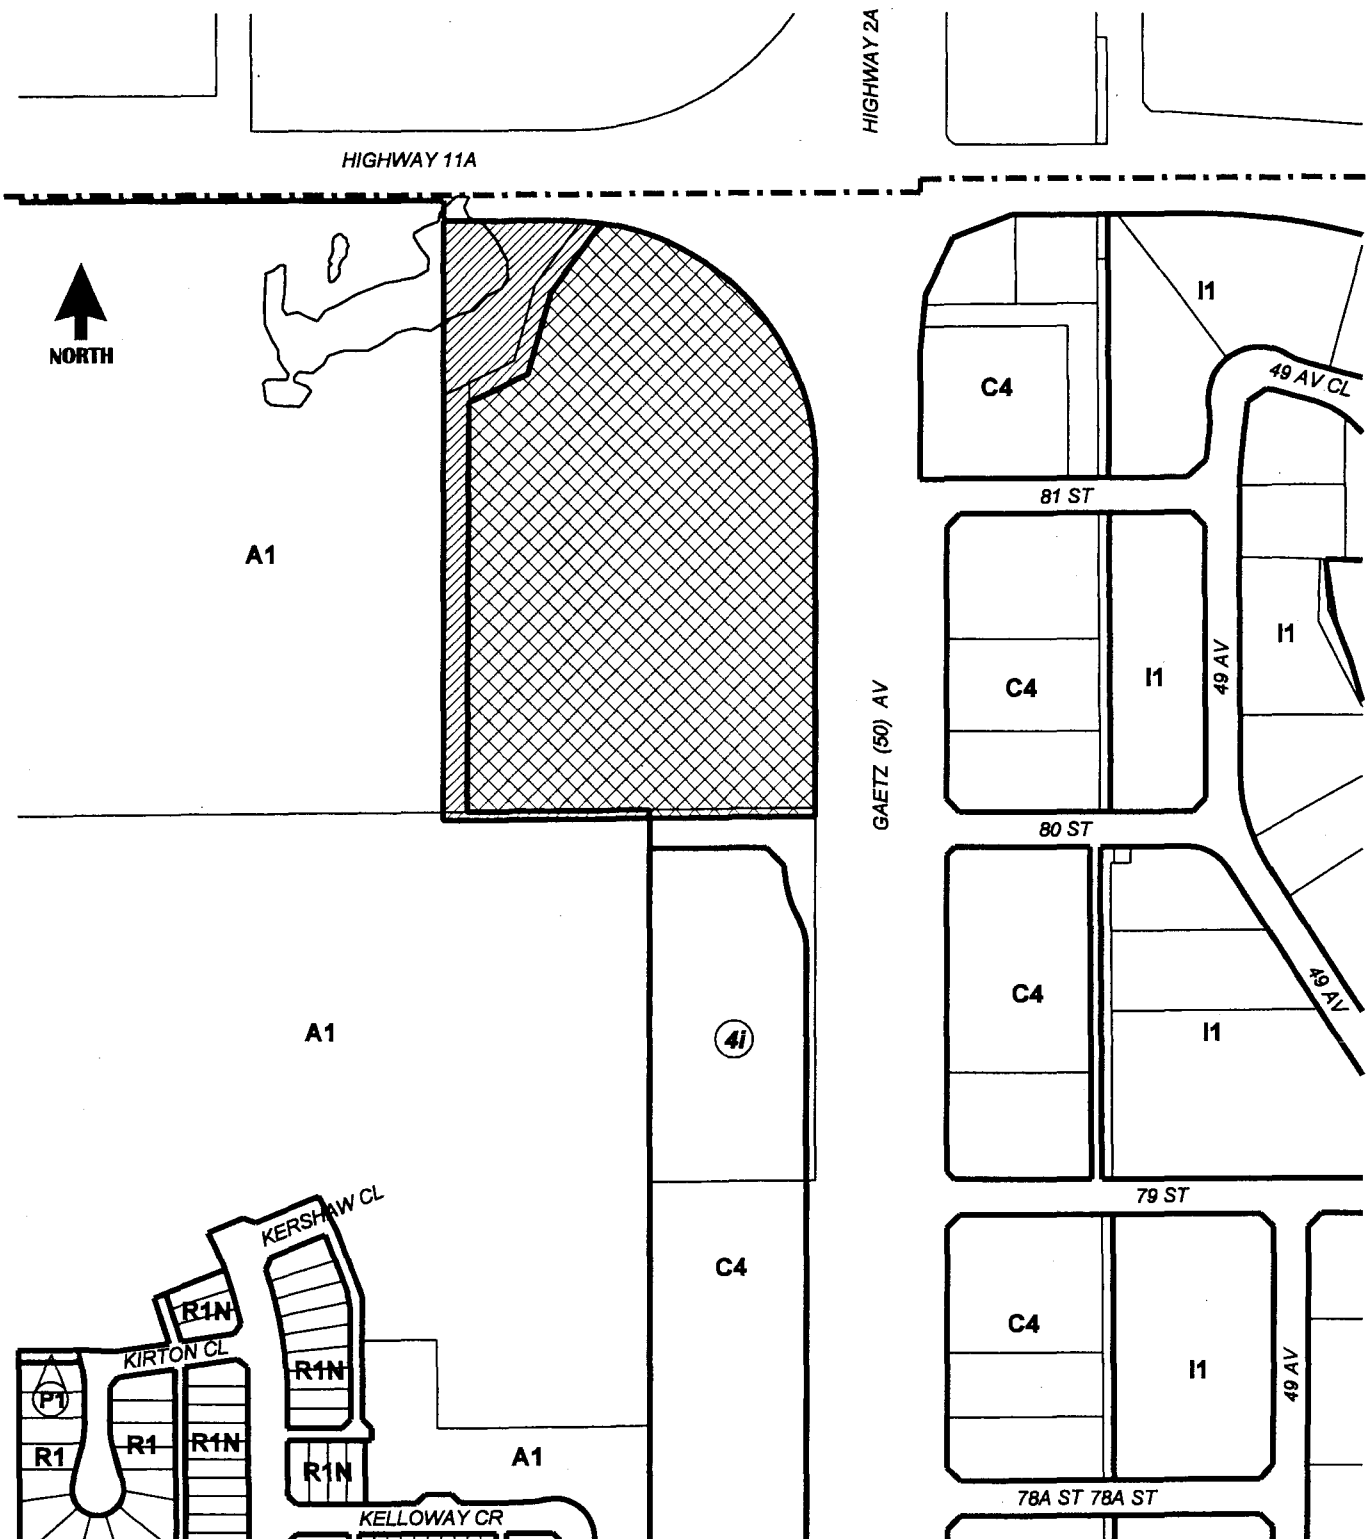 HIGHWAY 2A
HIGHWAY 11A
I1
NORTH
49 AV CL
C4
81 ST
A1
I1
49 AV
C4
I1
GAETZ (50) AV
80 ST
C4
49 AV
A1
I1
4i
79 ST
KERSHAW CL
C4
R1N
C4
KIRTON CL
R1N
I1
49 AV
P1
R1
R1
R1N
A1
R1N
78A ST 78A ST
KELLOWAY CR